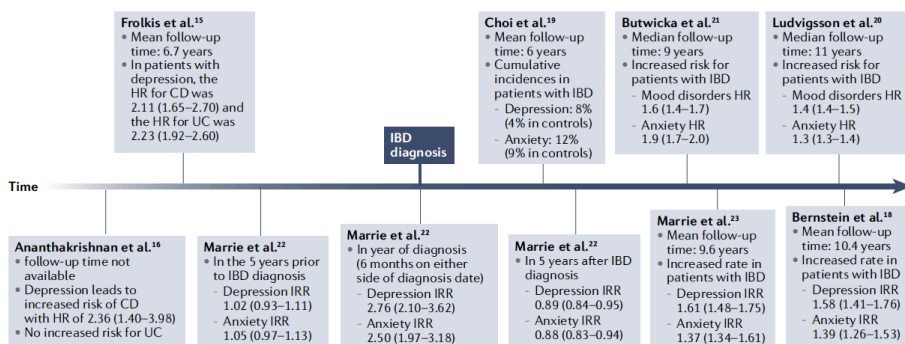 Frolkis et al.15
• Mean follow-up
time: 6.7 years
• In patients with
depression, the
HR for CD was
2.11 (1.65–2.70) and
the HR for UC was
2.23 (1.92–2.60)
IBD
diagnosis
Choi et al.19
• Mean follow-up
time: 6 years
• Cumulative
incidences in
patients with IBD
- Depression: 8%
(4% in controls)
- Anxiety: 12%
(9% in controls)
Butwicka et al.21
• Median follow-up
time: 9 years
• Increased risk for
patients with IBD
- Mood disorders HR
1.6 (1.4–1.7)
- Anxiety HR
1.9 (1.7–2.0)
Ludvigsson et al.20
• Median follow-up
time: 11 years
• Increased risk for
patients with IBD
- Mood disorders HR
1.4 (1.4–1.5)
- Anxiety HR
1.3 (1.3–1.4)
Time
Ananthakrishnan et al.16
• follow-up time not
available
• Depression leads to
increased risk of CD
with HR of 2.36 (1.40–3.98)
• No increased risk for UC
Marrie et al.22
• In the 5 years prior
to IBD diagnosis
- Depression IRR
1.02 (0.93–1.11)
- Anxiety IRR
1.05 (0.97–1.13)
Marrie et al.22
• In year of diagnosis
(6 months on either
side of diagnosis date)
- Depression IRR
2.76 (2.10–3.62)
- Anxiety IRR
2.50 (1.97–3.18)
Marrie et al.22
• In 5 years after IBD
diagnosis
- Depression IRR
0.89 (0.84–0.95)
- Anxiety IRR
0.88 (0.83–0.94)
Marrie et al.23
• Mean follow-up
time: 9.6 years
• Increased rate in
patients with IBD
- Depression IRR
1.61 (1.48–1.75)
- Anxiety IRR
1.37 (1.34–1.61)
Bernstein et al.18
• Mean follow-up
time: 10.4 years
• Increased rate in
patients with IBD
- Depression IRR
1.58 (1.41–1.76)
- Anxiety IRR
1.39 (1.26–1.53)